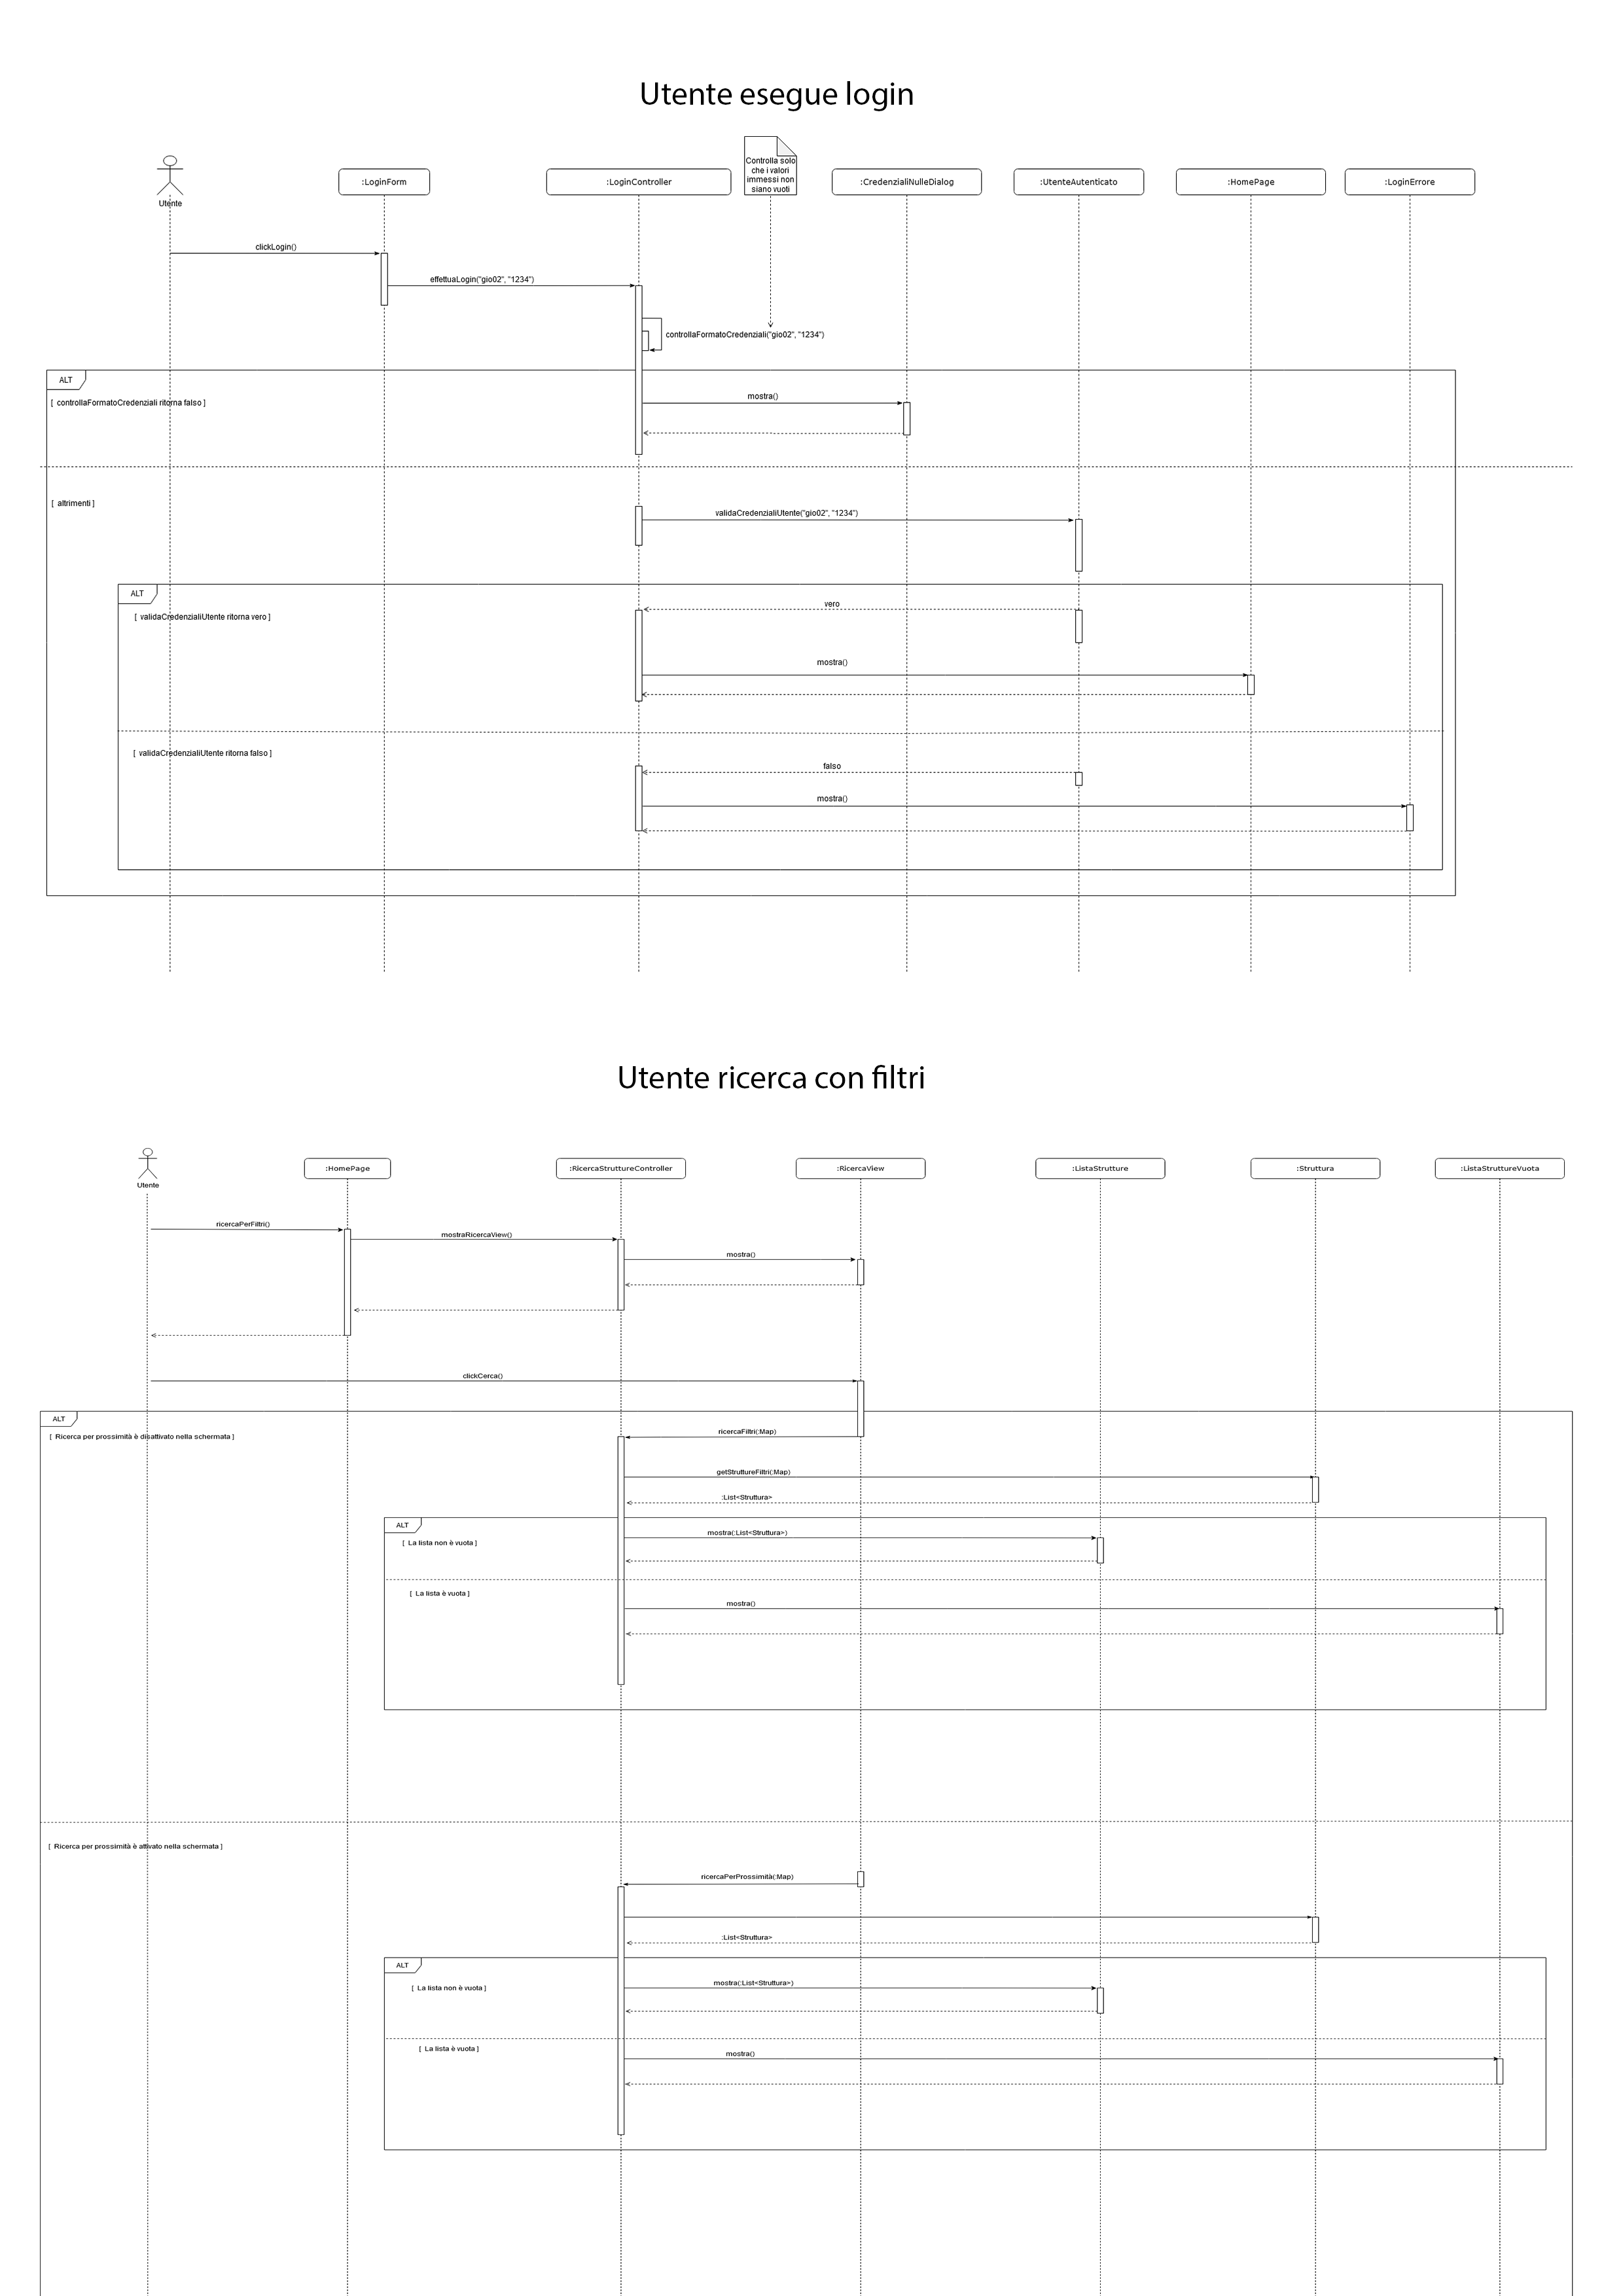 Utente esegue login
Controlla solo
che i valori
immessi non
siano vuoti
:LoginForm
:LoginController
:CredenzialiNulleDialog
:UtenteAutenticato
:HomePage
:LoginErrore
Utente
clickLogin()
effettuaLogin("gio02", "1234")
controllaFormatoCredenziali("gio02", "1234")
ALT
[ controllaFormatoCredenziali ritorna falso ]
mostra()
[ altrimenti ]
validaCredenzialiUtente("gio02", "1234")
ALT
[ validaCredenzialiUtente ritorna vero ]
vero
mostra()
[ validaCredenzialiUtente ritorna falso ]
falso
mostra()
Utente ricerca con filtri
:HomePage
:RicercaStruttureController
:RicercaView
:ListaStrutture
:Struttura
:ListaStruttureVuota
Utente
ricercaPerFiltri()
mostraRicercaView()
mostra()
clickCerca()
ALT
[ Ricerca per prossimità è disattivato nella schermata ]
ricercaFiltri(:Map)
getStruttureFiltri(:Map)
:List<Struttura>
ALT
mostra(:List<Struttura>)
[ La lista non è vuota ]
[ La lista è vuota ]
mostra()
[ Ricerca per prossimità è attivato nella schermata ]
ricercaPerProssimità(:Map)
:List<Struttura>
ALT
mostra(:List<Struttura>)
[ La lista non è vuota ]
[ La lista è vuota ]
mostra()